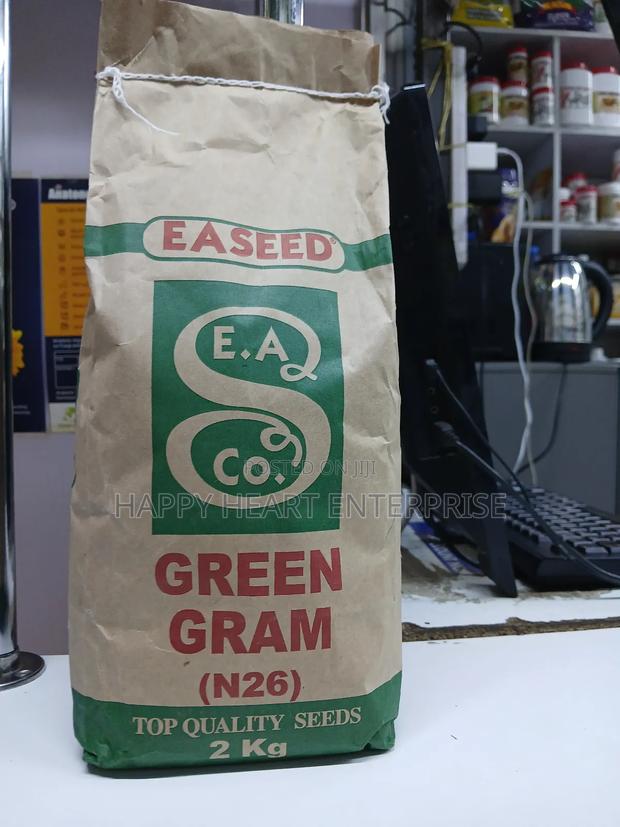 EASEED®
E.A
S
Co.
POSTED ON JIJI
HAPPY HEART ENTERPRISE
GREEN
GRAM
(N26)
TOP QUALITY SEEDS
2 Kg